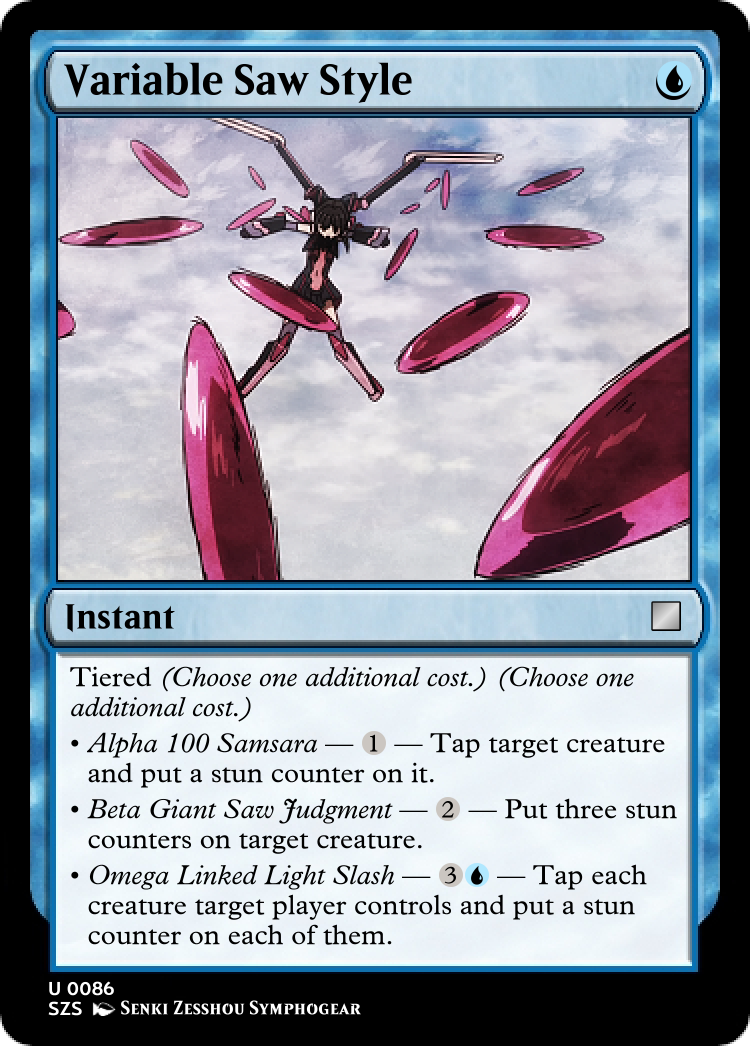 Variable Saw Style
Instant
Tiered (Choose one additional cost.) (Choose one
additional cost.)
• Alpha 100 Samsara — 1 — Tap target creature
and put a stun counter on it.
• Beta Giant Saw Judgment — 2 — Put three stun
counters on target creature.
• Omega Linked Light Slash — 3 — Tap each
creature target player controls and put a stun
counter on each of them.
U 0086
SZS Senki Zesshou Symphogear